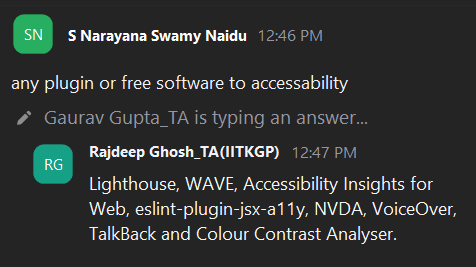 SN S Narayana Swamy Naidu 12:46 PM
any plugin or free software to accessability
Gaurav Gupta_TA is typing an answer...
RG Rajdeep Ghosh_TA(IITKGP) 12:47 PM
Lighthouse, WAVE, Accessibility Insights for
Web, eslint-plugin-jsx-a11y, NVDA, VoiceOver,
TalkBack and Colour Contrast Analyser.